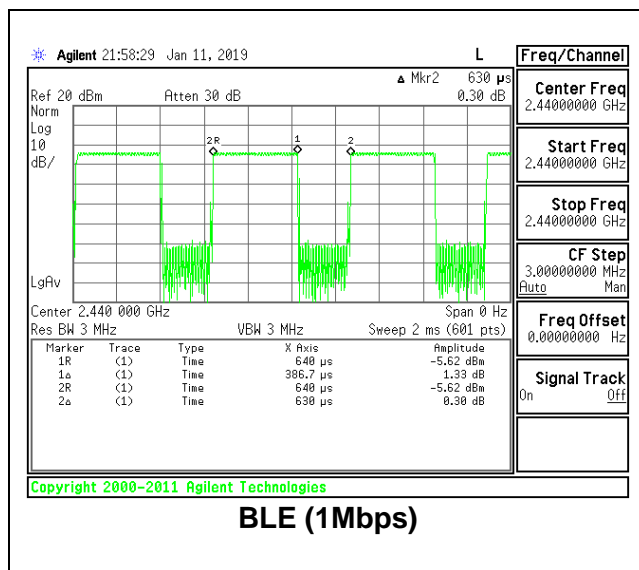 Agilent 21:58:29 Jan 11, 2019 L Freq/Channel
Δ Mkr2 630 µs
Ref 20 dBm Atten 30 dB 0.30 dB
Norm
Log
10
dB/
2R 1 2
LgAv
Center 2.440 000 GHz Span 0 Hz
Res BW 3 MHz VBW 3 MHz Sweep 2 ms (601 pts)
Marker Trace Type X Axis Amplitude
1R (1) Time 640 µs -5.62 dBm
1Δ (1) Time 386.7 µs 1.33 dB
2R (1) Time 640 µs -5.62 dBm
2Δ (1) Time 630 µs 0.30 dB
Center Freq
2.44000000 GHz
Start Freq
2.44000000 GHz
Stop Freq
2.44000000 GHz
CF Step
3.00000000 MHz
Auto Man
Freq Offset
0.00000000 Hz
Signal Track
On Off
Copyright 2000-2011 Agilent Technologies
BLE (1Mbps)